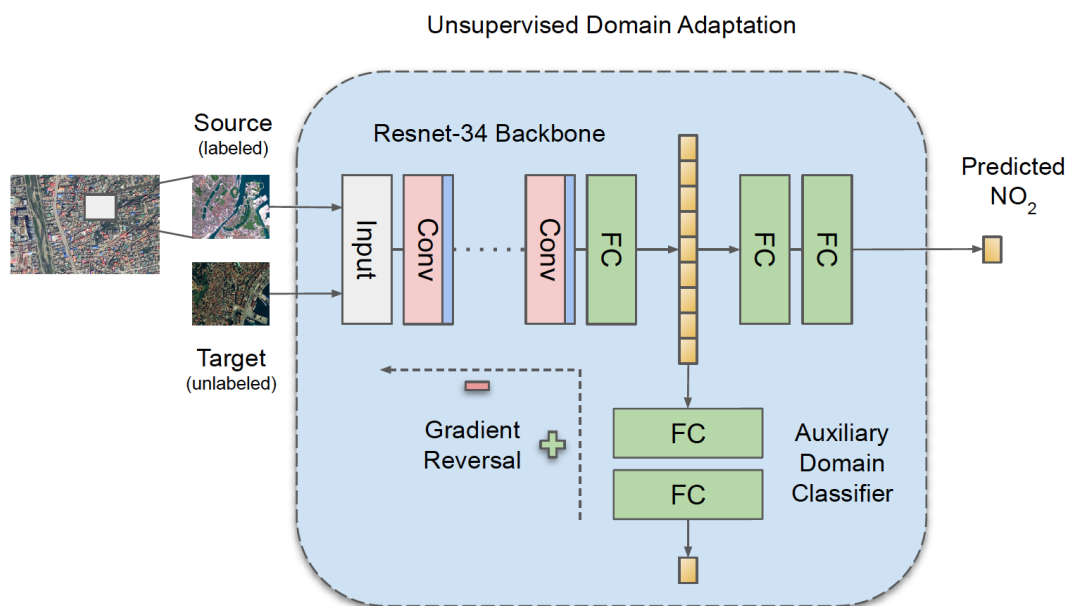 Unsupervised Domain Adaptation
Source
(labeled)
Resnet-34 Backbone
Predicted
NO₂
Input
Conv
Conv
FC
FC
FC
Target
(unlabeled)
Gradient
Reversal
FC
FC
Auxiliary
Domain
Classifier